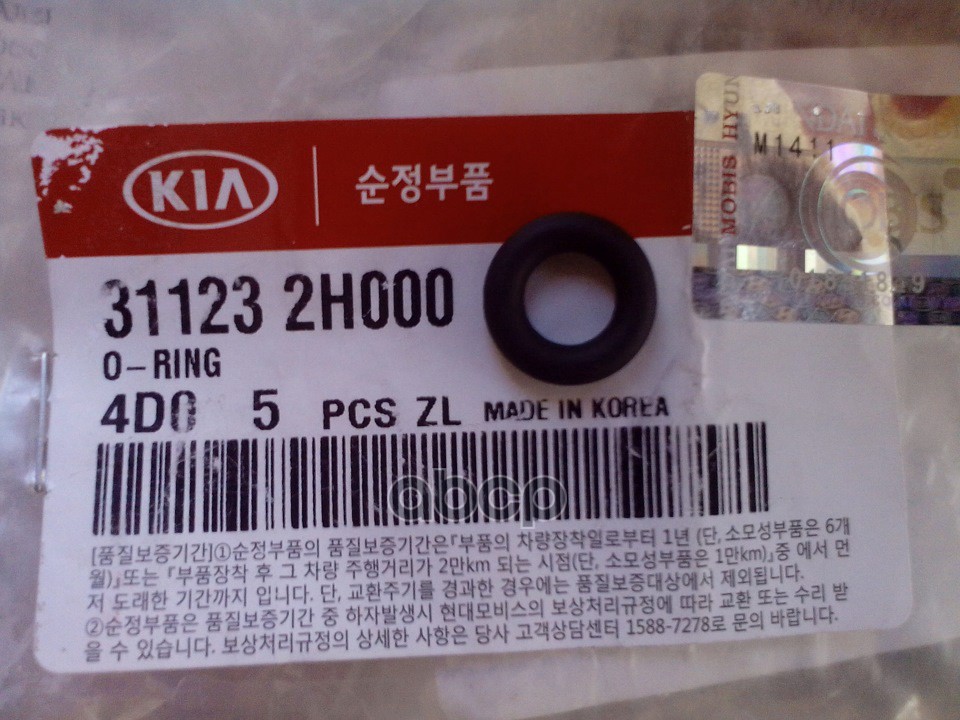 KIA
순정부품
MOBIS HYUN
M1411
31123 2H000
O-RING
4D0 5 PCS ZL MADE IN KOREA
abcp
[품질보증기간]①순정부품의 품질보증기간은「부품의 차량장착일로부터 1년 (단, 소모성부품은 6개
월)」또는 「부품장착 후 그 차량 주행거리가 2만km 되는 시점(단, 소모성부품은 1만km)」중 에서 먼
저 도래한 기간까지 입니다. 단, 교환주기를 경과한 경우에는 품질보증대상에서 제외됩니다.
②순정부품은 품질보증기간 중 하자발생시 현대모비스의 보상처리규정에 따라 교환 또는 수리 받
을 수 있습니다. 보상처리규정의 상세한 사항은 당사 고객상담센터 1588-7278로 문의 바랍니다.